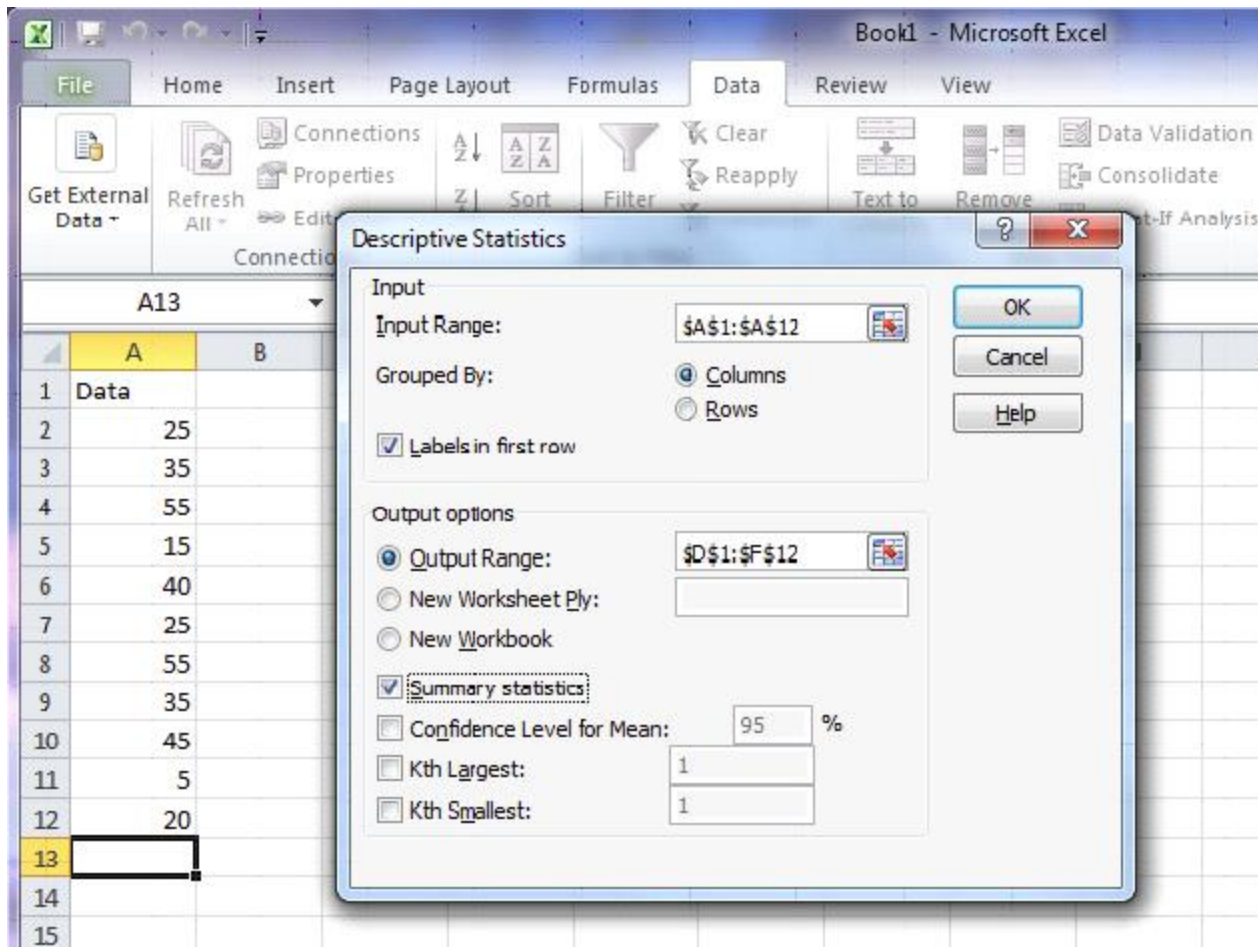 Book1 - Microsoft Excel
File Home Insert Page Layout Formulas Data Review View
Get External Data
Refresh All
Connections
Properties
Edit
Connectio
A Z
Z
A Z
Z A
Sort
Filter
Clear
Reapply
Text to
Remove
Data Validation
Consolidate
t-If Analysis
A13
A B
1 Data
2 25
3 35
4 55
5 15
6 40
7 25
8 55
9 35
10 45
11 5
12 20
13
14
15
Descriptive Statistics
? X
Input
Input Range: $A$1:$A$12
Grouped By: Columns
Rows
Labels in first row
OK
Cancel
Help
Output options
Output Range: $D$1:$F$12
New Worksheet Ply:
New Workbook
Summary statistics
Confidence Level for Mean: 95 %
Kth Largest: 1
Kth Smallest: 1